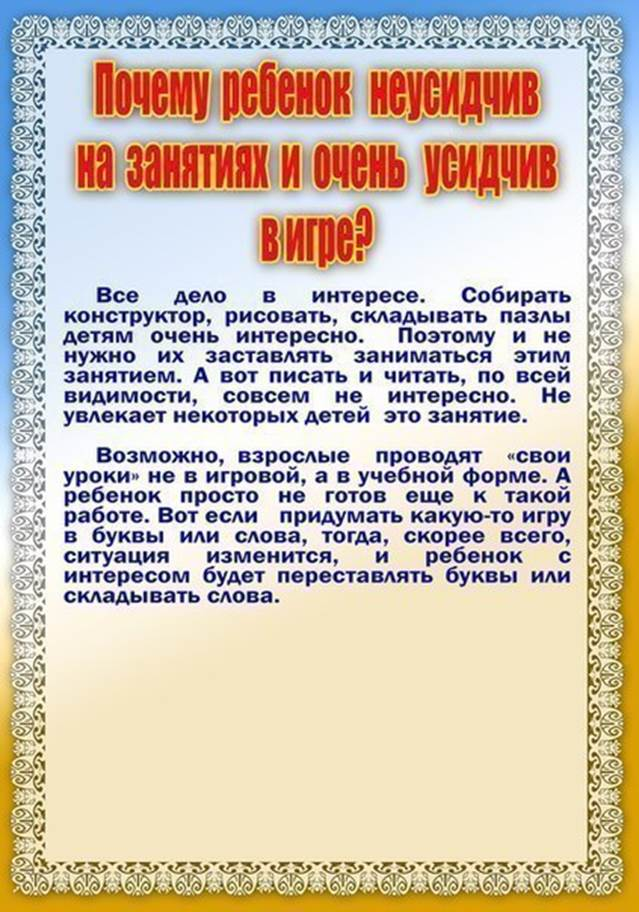 Почему ребенок неусидчив
на занятиях и очень усидчив
в игре?
Все дело в интересе. Собирать
конструктор, рисовать, складывать пазлы
детям очень интересно. Поэтому и не
нужно их заставлять заниматься этим
занятием. А вот писать и читать, по всей
видимости, совсем не интересно. Не
увлекает некоторых детей это занятие.
Возможно, взрослые проводят «свои
уроки» не в игровой, а в учебной форме. А
ребенок просто не готов еще к такой
работе. Вот если придумать какую-то игру
в буквы или слова, тогда, скорее всего,
ситуация изменится, и ребенок с
интересом будет переставлять буквы или
складывать слова.